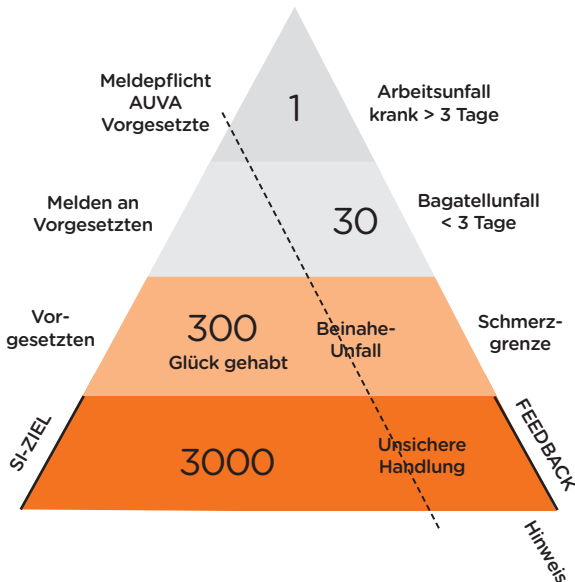 Meldepflicht
AUVA
Vorgesetzte
1
Arbeitsunfall
krank > 3 Tage
Melden an
Vorgesetzten
30
Bagatellunfall
< 3 Tage
Vor-
gesetzten
300
Glück gehabt
Beinahe-
Unfall
Schmerz-
grenze
SI-ZIEL
3000
Unsichere
Handlung
FEEDBACK
Hinweis